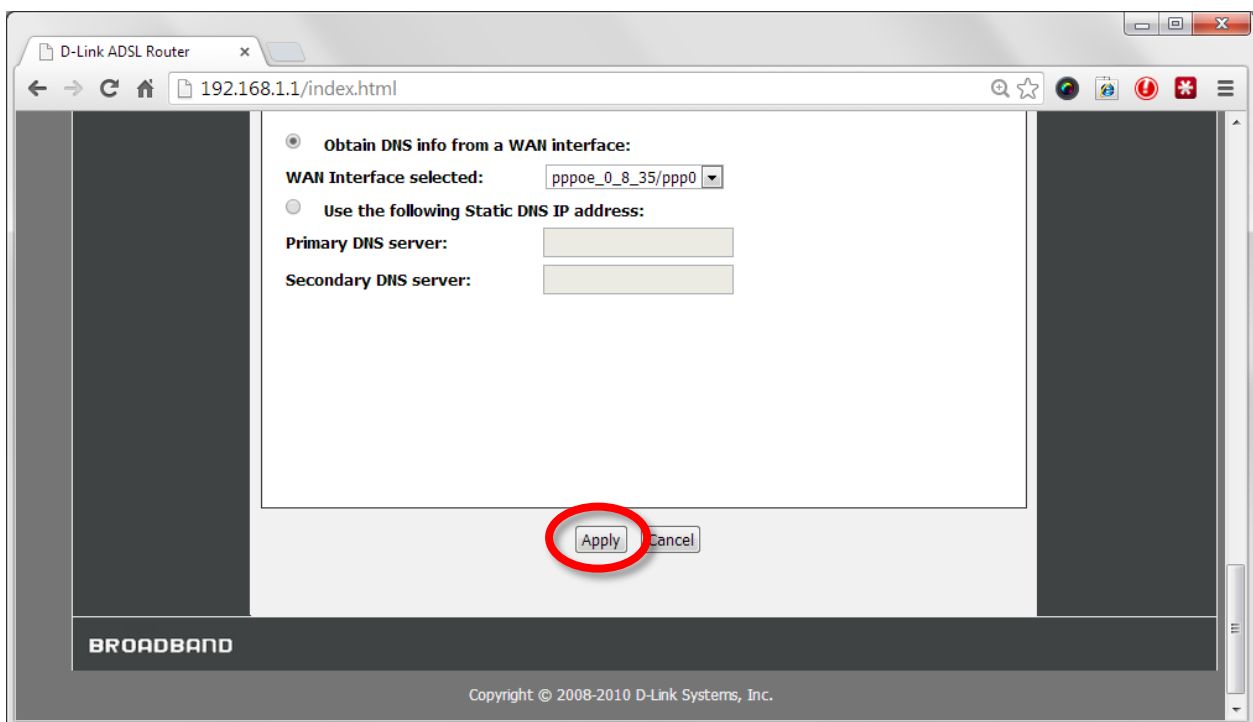 D-Link ADSL Router
192.168.1.1/index.html
Obtain DNS info from a WAN interface:
WAN Interface selected: pppoe_0_8_35/ppp0
Use the following Static DNS IP address:
Primary DNS server:
Secondary DNS server:
Apply Cancel
BROADBAND
Copyright © 2008-2010 D-Link Systems, Inc.